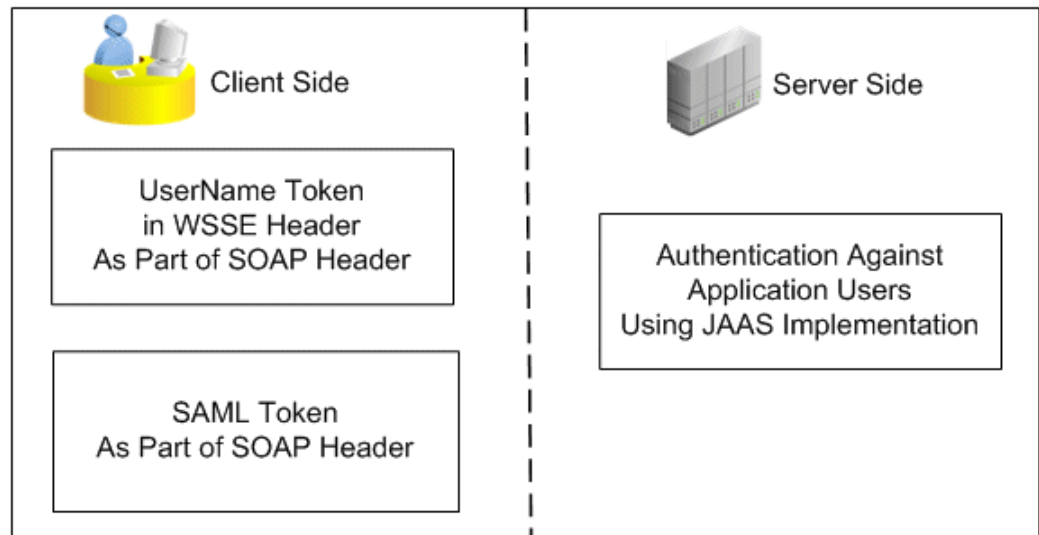 Client Side
UserName Token
in WSSE Header
As Part of SOAP Header
SAML Token
As Part of SOAP Header
Server Side
Authentication Against
Application Users
Using JAAS Implementation